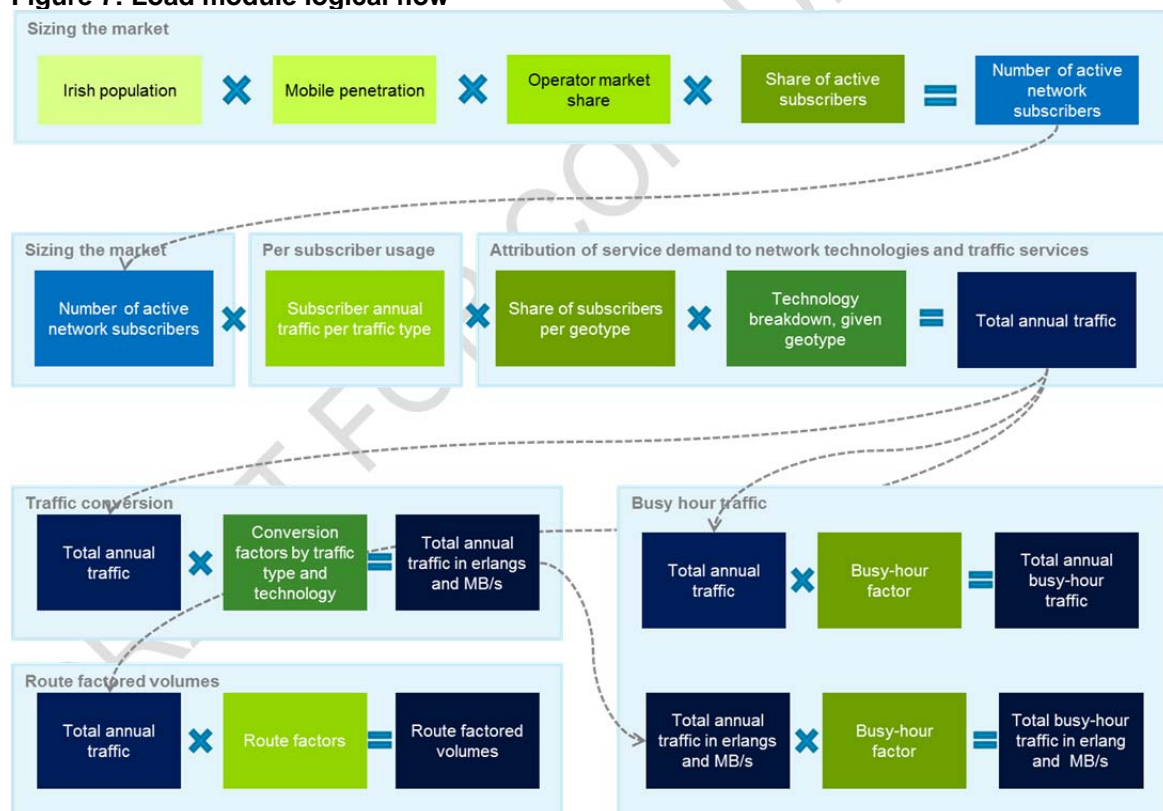 Figure 7: Load module logical flow
Sizing the market
Irish population
Mobile penetration
Operator market
share
Share of active
subscribers
Number of active
network
subscribers
Sizing the market
Per subscriber usage
Attribution of service demand to network technologies and traffic services
Number of active
network subscribers
Subscriber annual
traffic per traffic type
Share of subscribers
per geotype
Technology
breakdown, given
geotype
Total annual traffic
Traffic conversion
Total annual
traffic
Conversion
factors by traffic
type and
technology
Total annual
traffic in erlangs
and MB/s
Busy hour traffic
Total annual
traffic
Busy-hour
factor
Total annual
busy-hour
traffic
Route factored volumes
Total annual
traffic
Route factors
Route factored
volumes
Total annual
traffic in erlangs
and MB/s
Busy-hour
factor
Total busy-hour
traffic in erlang
and MB/s